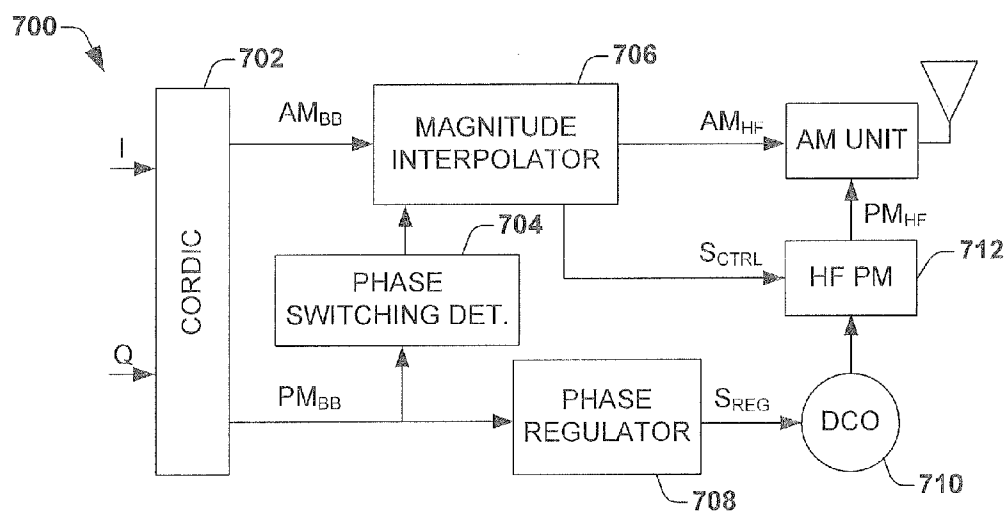 700
702
706
AM_BB
MAGNITUDE
INTERPOLATOR
AM_HF
AM UNIT
I
PM_HF
704
CORDIC
PHASE
SWITCHING DET.
S_CTRL
HF PM
712
Q
PM_BB
PHASE
REGULATOR
S_REG
DCO
708
710